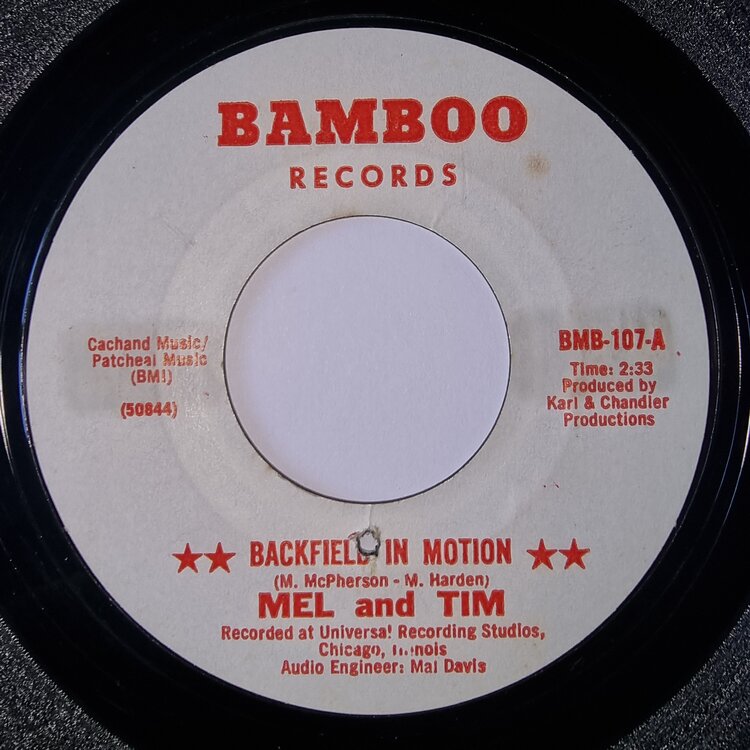 BAMBOO
RECORDS
Cachand Music/
Patcheal Music
(BMI)
(50844)
BMB-107-A
Time: 2:33
Produced by
Karl & Chandler
Productions
★★ BACKFIELD IN MOTION ★★
(M. McPherson - M. Harden)
MEL and TIM
Recorded at Universal Recording Studios,
Chicago, Illinois
Audio Engineer: Mal Davis